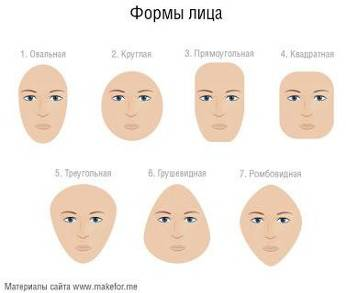 Формы лица
1. Овальная
2. Круглая
3. Прямоугольная
4. Квадратная
5. Треугольная
6. Грушевидная
7. Ромбовидная
Материалы сайта www.makefor.me